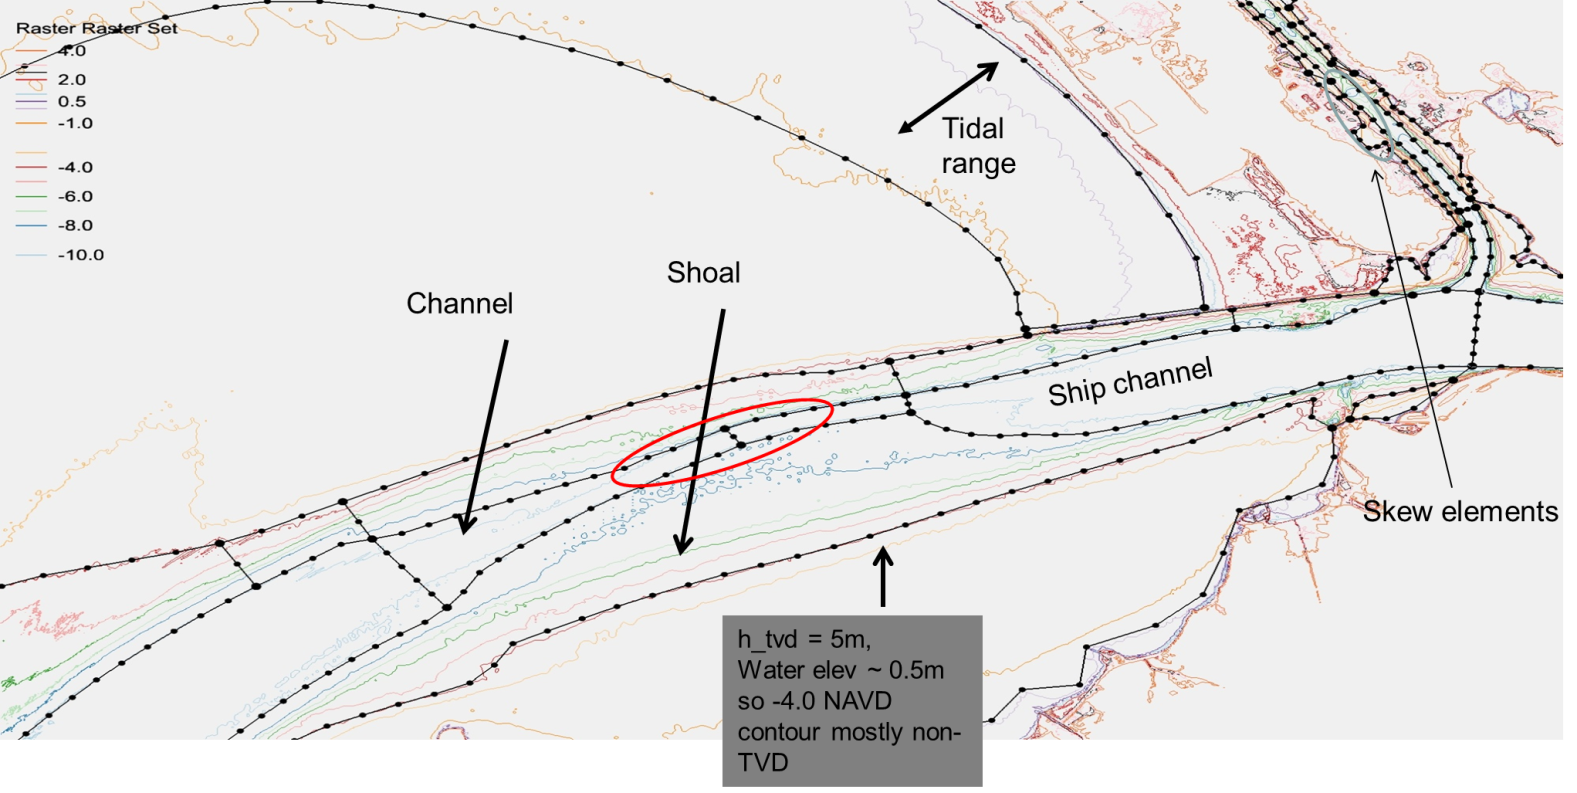 Raster Raster Set
4.0
2.0
0.5
-1.0
-4.0
-6.0
-8.0
-10.0
Tidal
range
Shoal
Channel
Ship channel
Skew elements
h_tvd = 5m,
Water elev ~ 0.5m
so -4.0 NAVD
contour mostly non-
TVD